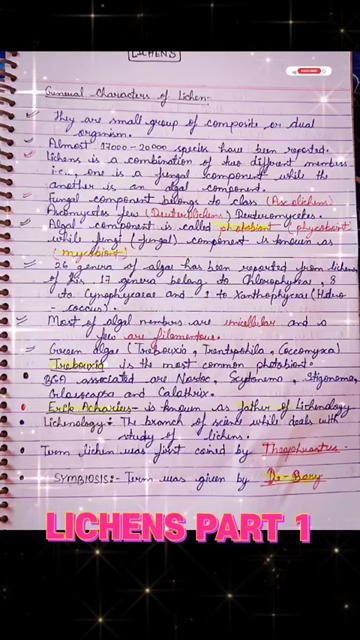 LICHENS
General Characters of Lichen:-
They are small group of composite or dual
organism.
Almost 17000-20000 species have been reported.
Lichens is a combination of two different members
i.e., one is a fungal component while the
another is an algal component.
Fungal component belongs to class (Ascolichens)
Ascomycetes few (Deuterolichens) Deuteromycetes.
Algal component is called photobiont (phycobiont)
while fungi (fungal) component is known as
(mycobiont)
26 genera of algae has been reported from lichens
of his 17 genera belong to Chlorophyceae, 8
to Cynophyceae and 1 to Xanthophyceae (Hetero-
coccus).
Most of algal members are unicellular and a
few are filamentous.
Green algae (Trebouxia, Trentipohlia, Coccomyxa)
Trebouxia is the most common photobiont.
BGA associated are Nostoc, Scytonema, Stigonema,
Gloeocapsa and Calothrix.
Erick Acharius- is known as father of Lichenology
Lichenology:- The branch of science while deals with
study of lichens.
Term lichen was first coined by Theophrastus
SYMBIOSIS:- Term was given by De-Bary
LICHENS PART 1